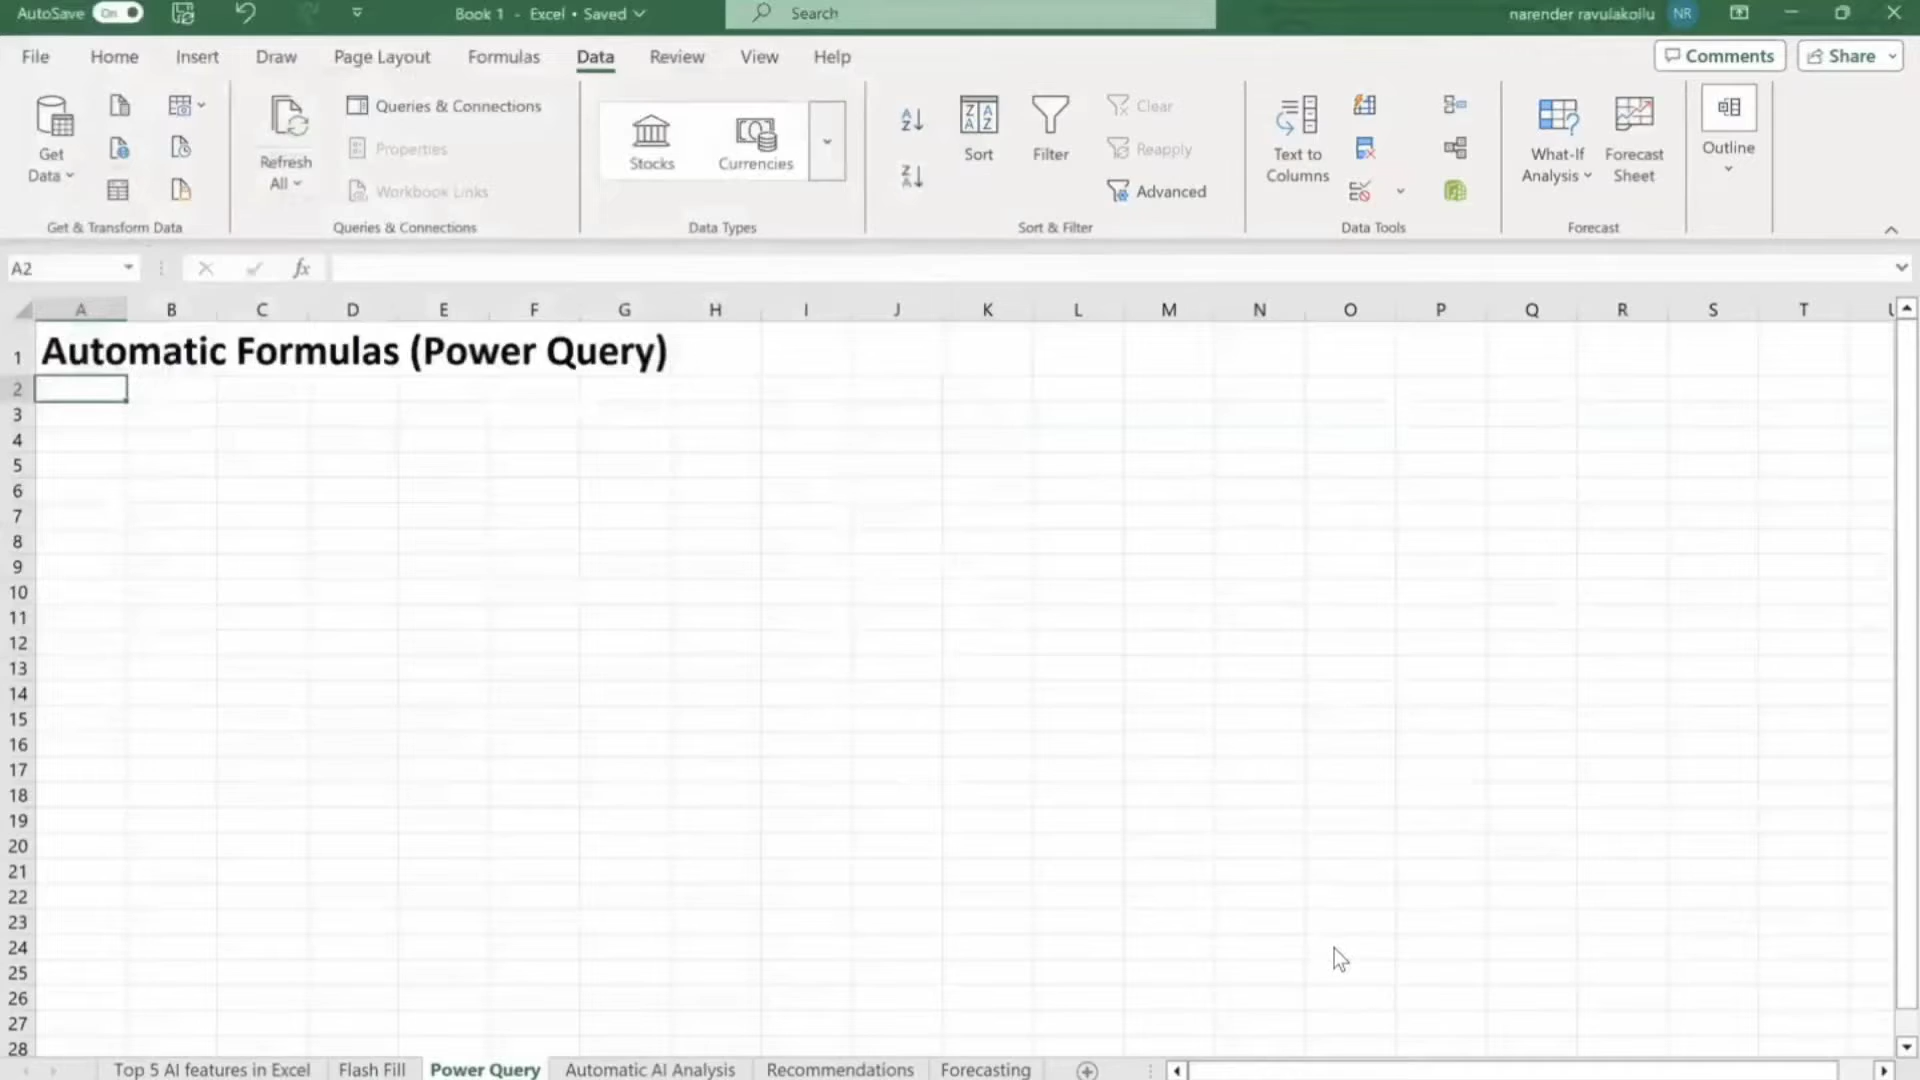 AutoSave On Book 1 - Excel • Saved Search narender ravulakollu NR
File Home Insert Draw Page Layout Formulas Data Review View Help Comments Share
Get Data
Refresh All
Queries & Connections
Properties
Workbook Links
Stocks Currencies
A Z
Z A
Sort Filter
Clear
Reapply
Advanced
Text to Columns
What-If Analysis
Forecast Sheet
Outline
Get & Transform Data Queries & Connections Data Types Sort & Filter Data Tools Forecast
A2 fx
A B C D E F G H I J K L M N O P Q R S T
1 Automatic Formulas (Power Query)
2
3
4
5
6
7
8
9
10
11
12
13
14
15
16
17
18
19
20
21
22
23
24
25
26
27
28
Top 5 AI features in Excel Flash Fill Power Query Automatic AI Analysis Recommendations Forecasting